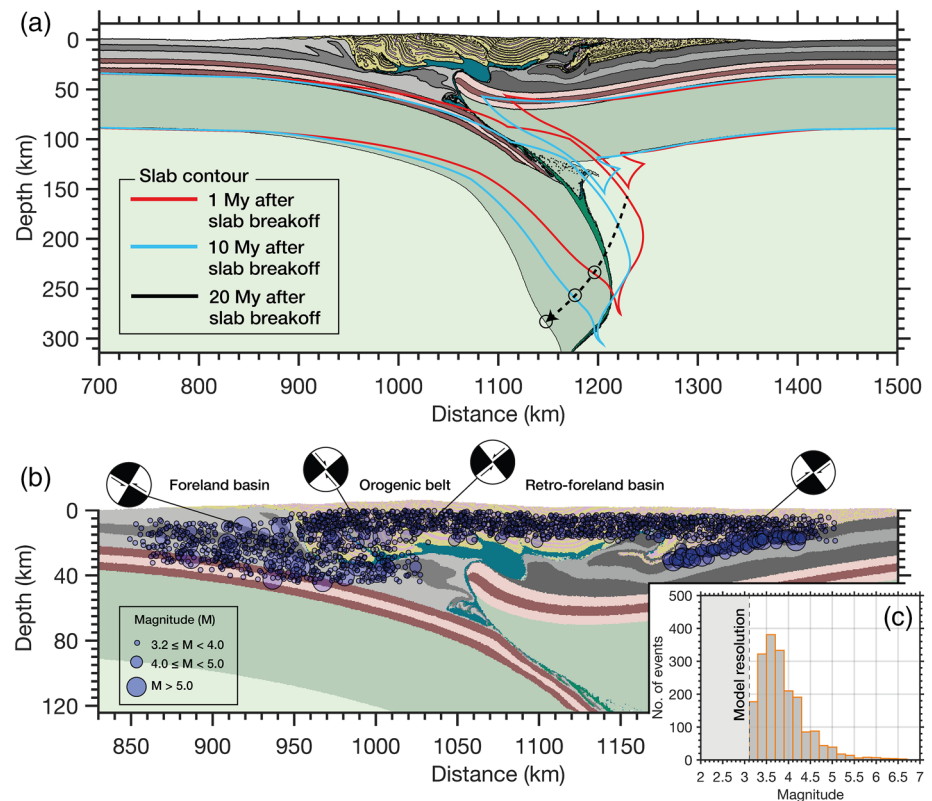 (a)
0
50
100
150
200
250
300
Depth (km)
Slab contour
1 My after
slab breakoff
10 My after
slab breakoff
20 My after
slab breakoff
700 800 900 1000 1100 1200 1300 1400 1500
Distance (km)
(b)
Foreland basin Orogenic belt Retro-foreland basin
0
40
80
120
Depth (km)
Magnitude (M)
3.2 ≤ M < 4.0
4.0 ≤ M < 5.0
M > 5.0
850 900 950 1000 1050 1100 1150
Distance (km)
(c)
500
400
300
200
100
0
No. of events
Model resolution
2 2.5 3 3.5 4 4.5 5 5.5 6 6.5 7
Magnitude